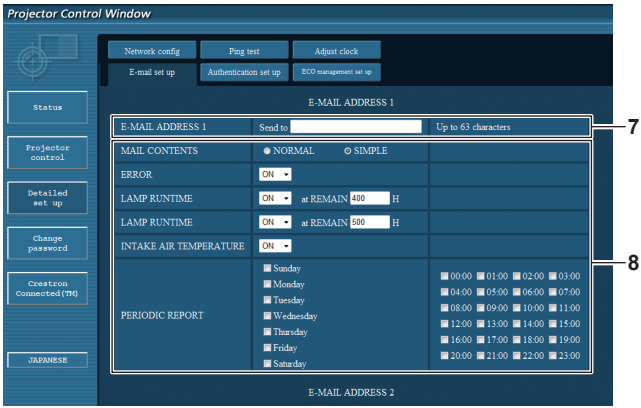 Projector Control Window
Network config Ping test Adjust clock
E-mail set up Authentication set up ECO management set up
Status
Projector control
Detailed set up
Change password
Crestron Connected(TM)
JAPANESE
E-MAIL ADDRESS 1
E-MAIL ADDRESS 1 Send to Up to 63 characters
7
MAIL CONTENTS NORMAL SIMPLE
ERROR ON
LAMP RUNTIME ON at REMAIN 400 H
LAMP RUNTIME ON at REMAIN 500 H
INTAKE AIR TEMPERATURE ON
8
PERIODIC REPORT
Sunday
Monday
Tuesday
Wednesday
Thursday
Friday
Saturday
00:00 01:00 02:00 03:00
04:00 05:00 06:00 07:00
08:00 09:00 10:00 11:00
12:00 13:00 14:00 15:00
16:00 17:00 18:00 19:00
20:00 21:00 22:00 23:00
E-MAIL ADDRESS 2